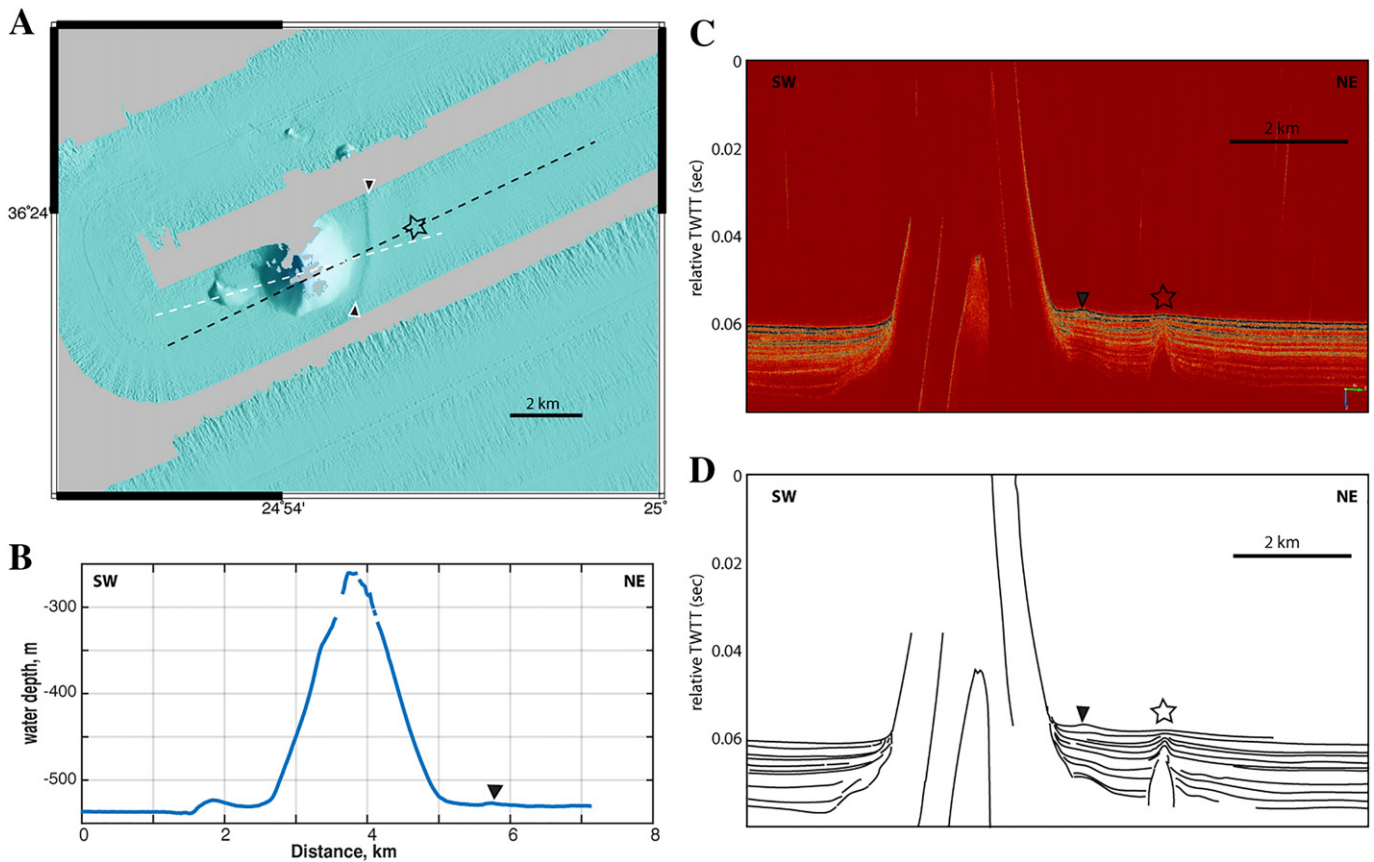 A
36˚24'
2 km
24˚54'
25˚
B
SW
NE
-300
-400
-500
water depth, m
0
2
4
6
8
Distance, km
C
0
SW
NE
2 km
0.02
0.04
0.06
relative TWTT (sec)
D
0
SW
NE
2 km
0.02
0.04
0.06
relative TWTT (sec)